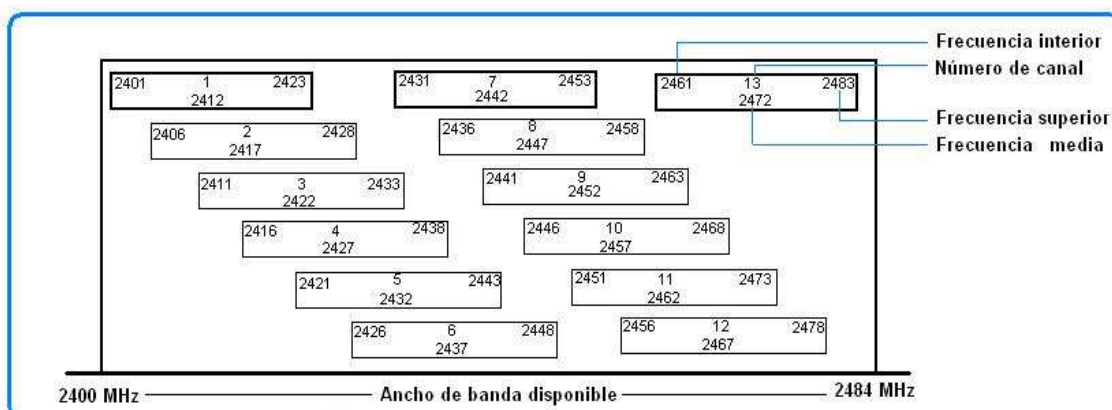 Frecuencia interior
Número de canal
Frecuencia superior
Frecuencia media
2401 1 2423
2412
2431 7 2453
2442
2461 13 2483
2472
2406 2 2428
2417
2436 8 2458
2447
2411 3 2433
2422
2441 9 2463
2452
2416 4 2438
2427
2446 10 2468
2457
2421 5 2443
2432
2451 11 2473
2462
2426 6 2448
2437
2456 12 2478
2467
2400 MHz Ancho de banda disponible 2484 MHz